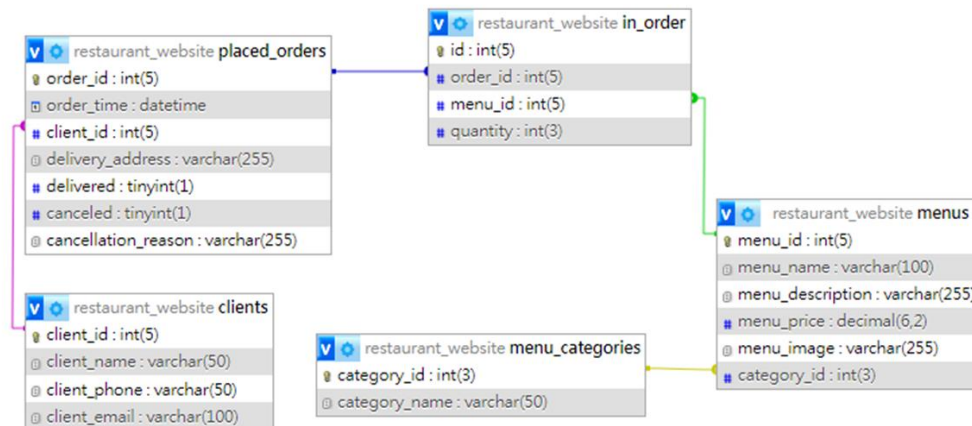 V restaurant_website placed_orders
order_id : int(5)
order_time : datetime
# client_id : int(5)
delivery_address : varchar(255)
# delivered : tinyint(1)
# canceled : tinyint(1)
cancellation_reason : varchar(255)
V restaurant_website in_order
id : int(5)
# order_id : int(5)
# menu_id : int(5)
# quantity : int(3)
V restaurant_website menus
menu_id : int(5)
menu_name : varchar(100)
menu_description : varchar(255)
# menu_price : decimal(6,2)
menu_image : varchar(255)
# category_id : int(3)
V restaurant_website clients
client_id : int(5)
client_name : varchar(50)
client_phone : varchar(50)
client_email : varchar(100)
V restaurant_website menu_categories
category_id : int(3)
category_name : varchar(50)